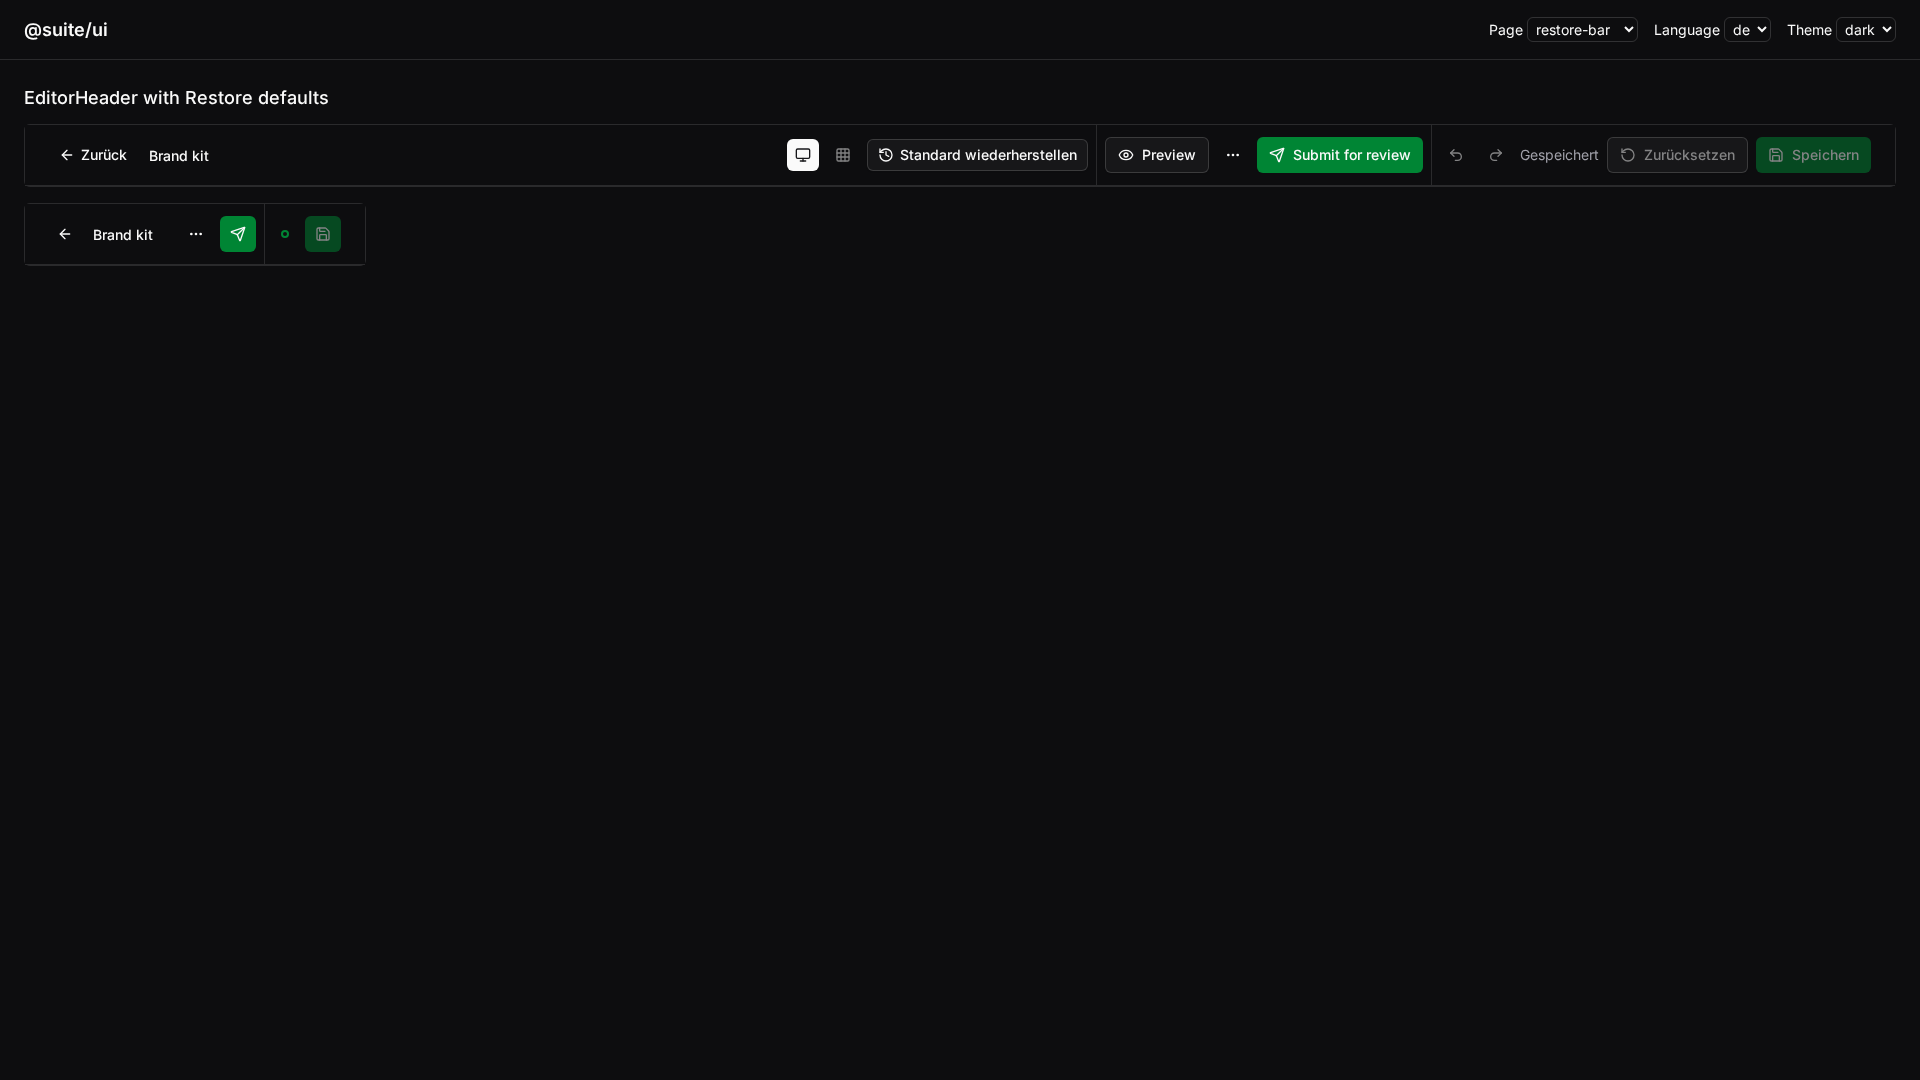 @suite/ui
Page restore-bar Language de Theme dark
EditorHeader with Restore defaults
Zurück Brand kit Standard wiederherstellen Preview Submit for review Gespeichert Zurücksetzen Speichern
Brand kit